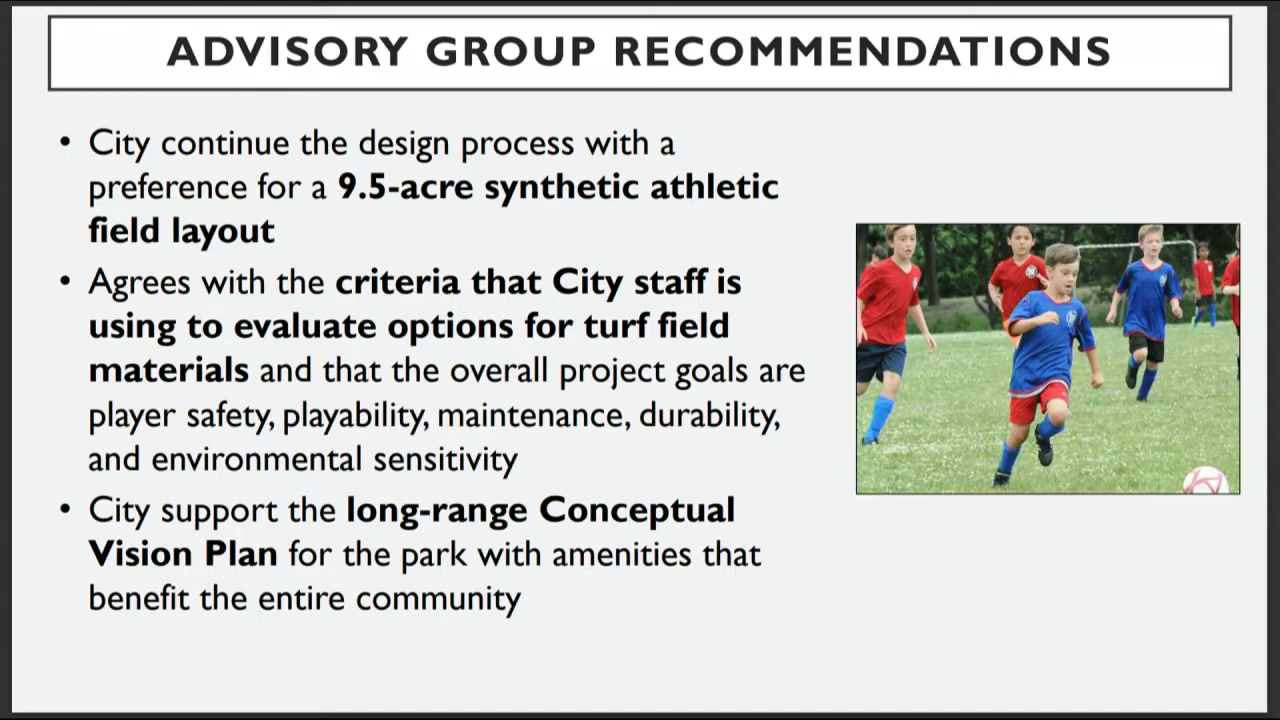 ADVISORY GROUP RECOMMENDATIONS
• City continue the design process with a
preference for a 9.5-acre synthetic athletic
field layout
• Agrees with the criteria that City staff is
using to evaluate options for turf field
materials and that the overall project goals are
player safety, playability, maintenance, durability,
and environmental sensitivity
• City support the long-range Conceptual
Vision Plan for the park with amenities that
benefit the entire community